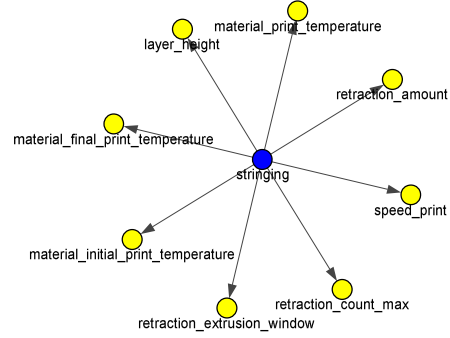 material_print_temperature
layer_height
retraction_amount
material_final_print_temperature
stringing
speed_print
material_initial_print_temperature
retraction_count_max
retraction_extrusion_window